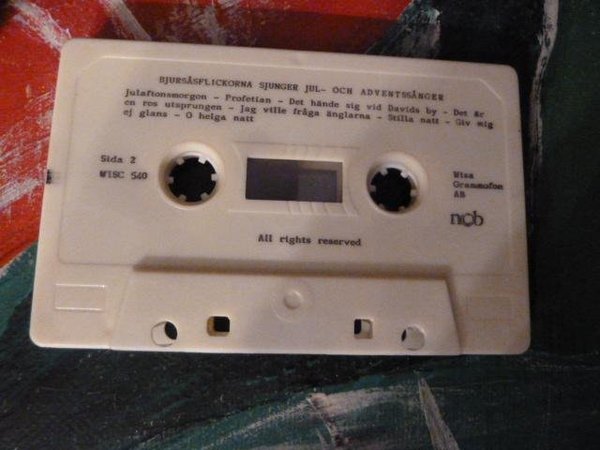 BJURSÅSFLICKORNA SJUNGER JUL- OCH ADVENTSSÅNGER
Julaftonsmorgon - Profetian - Det hände sig vid Davids by - Det är
en ros utsprungen - Jag ville fråga änglarna - Stilla natt - Giv mig
ej glans - O helga natt
Sida 2
WISC 540
Wisa
Grammofon
AB
ncb
All rights reserved